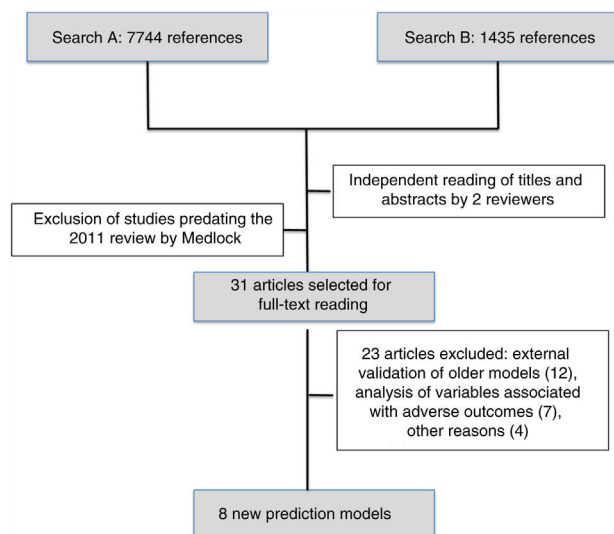 Search A: 7744 references
Search B: 1435 references
Independent reading of titles and
abstracts by 2 reviewers
Exclusion of studies predating the
2011 review by Medlock
31 articles selected for
full-text reading
23 articles excluded: external
validation of older models (12),
analysis of variables associated
with adverse outcomes (7),
other reasons (4)
8 new prediction models